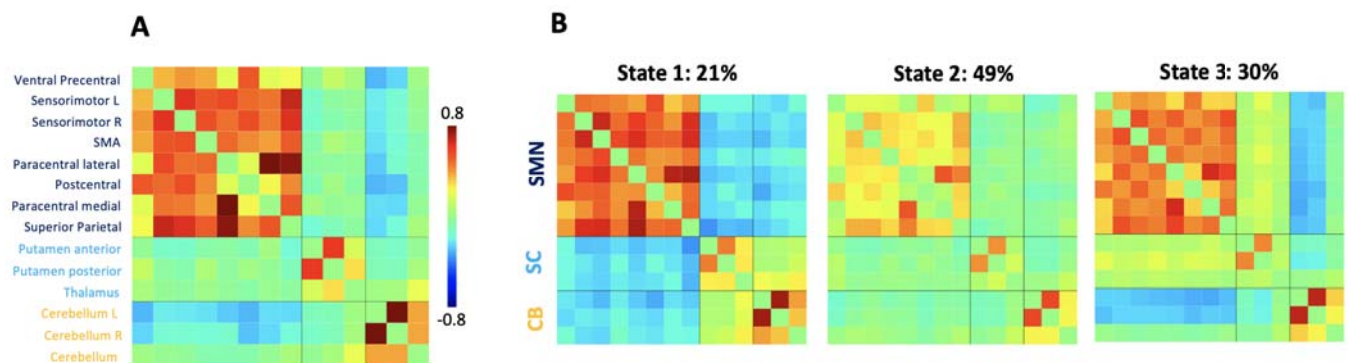 A
B
State 1: 21%
State 2: 49%
State 3: 30%
Ventral Precentral
Sensorimotor L
Sensorimotor R
SMA
Paracentral lateral
Postcentral
Paracentral medial
Superior Parietal
Putamen anterior
Putamen posterior
Thalamus
Cerebellum L
Cerebellum R
Cerebellum
0.8
-0.8
SMN
SC
CB